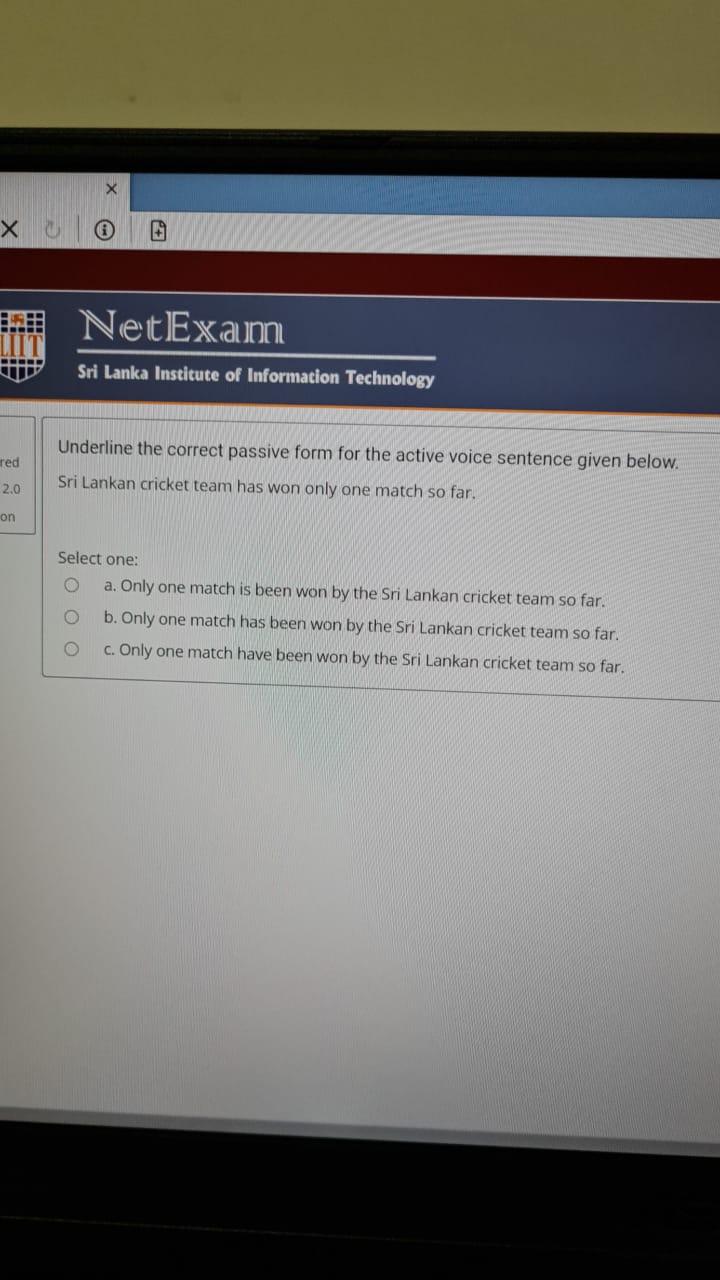 NetExam
LIIT
Sri Lanka Institute of Information Technology
red
2.0
on
Underline the correct passive form for the active voice sentence given below.
Sri Lankan cricket team has won only one match so far.
Select one:
a. Only one match is been won by the Sri Lankan cricket team so far.
b. Only one match has been won by the Sri Lankan cricket team so far.
c. Only one match have been won by the Sri Lankan cricket team so far.